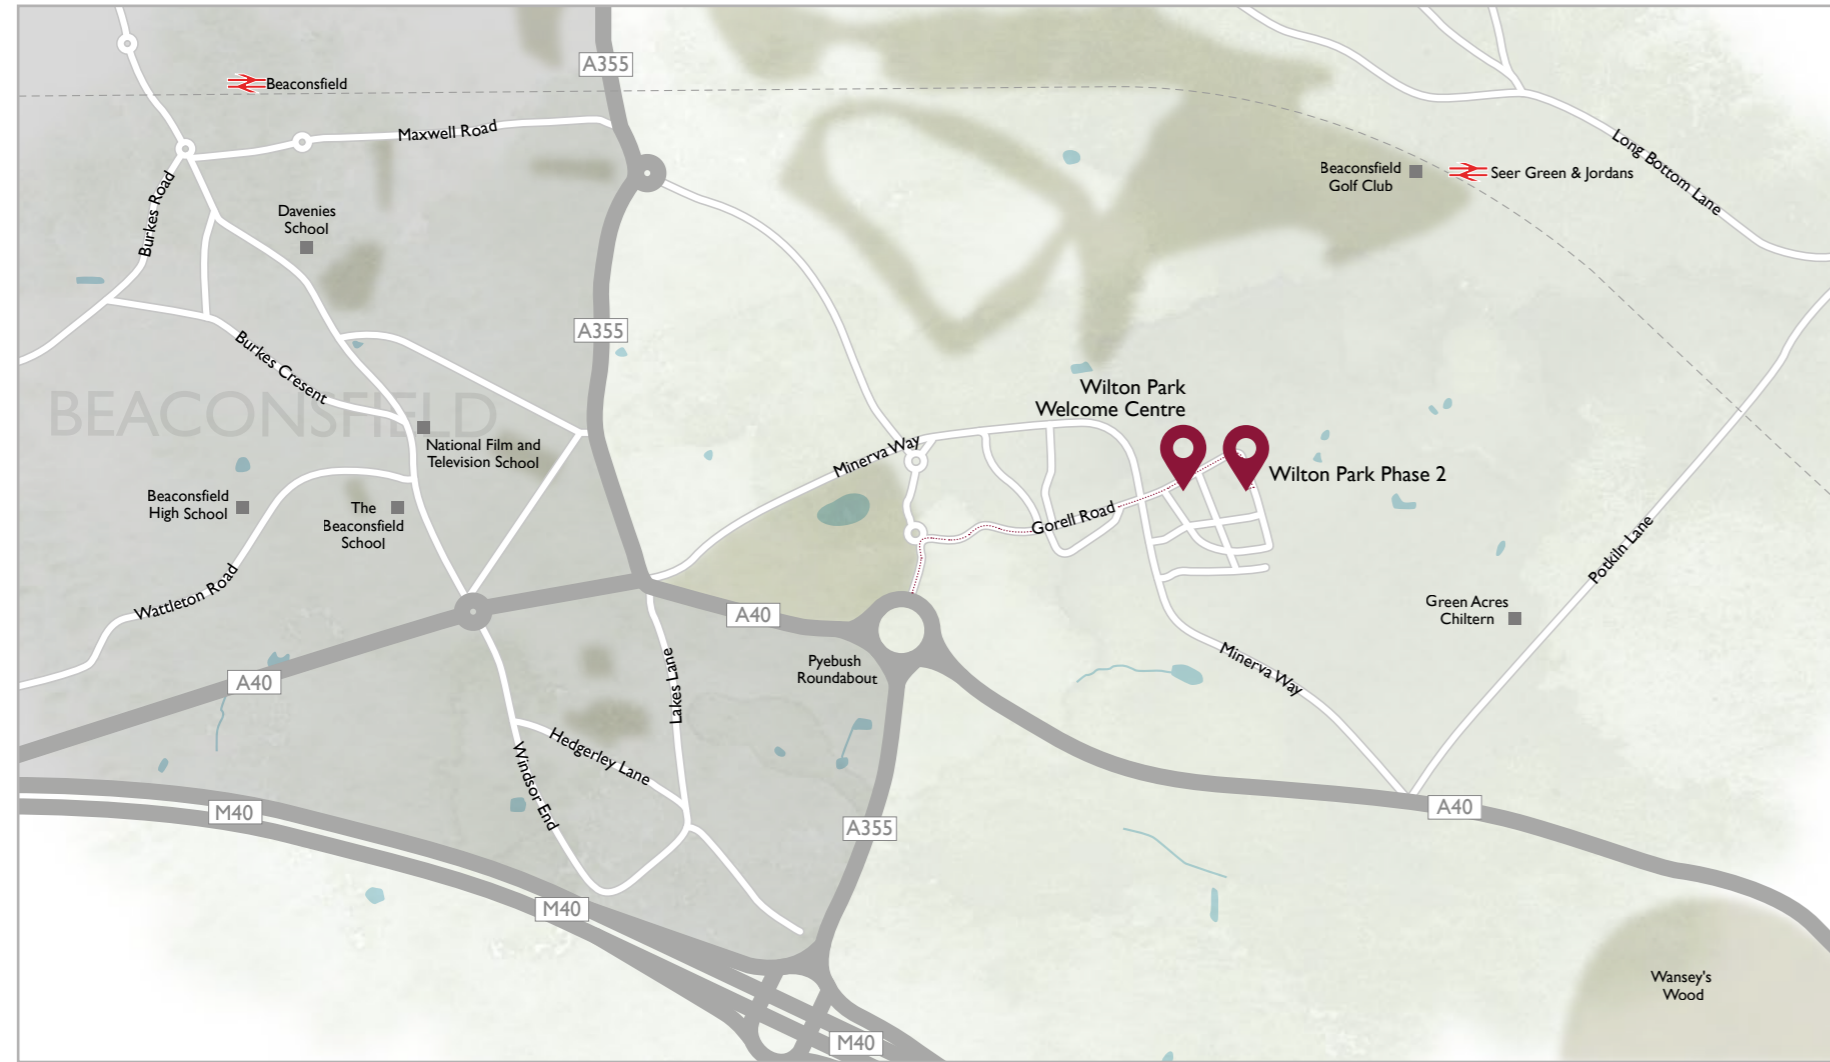 A355
Beaconsfield
Maxwell Road
Long Bottom Lane
Beaconsfield
Golf Club
Seer Green & Jordans
Burkes Road
Davenies
School
A355
Burkes Cresent
BEACONSFIELD
Wilton Park
Welcome Centre
Minerva Way
National Film and
Television School
Wilton Park Phase 2
Beaconsfield
High School
The
Beaconsfield
School
Gorell Road
Potkiln Lane
Wattleton Road
A40
Green Acres
Chiltern
Pyebush
Roundabout
Minerva Way
A40
Lakes Lane
Hedgerley Lane
Windsor End
M40
A355
A40
M40
Wansey's
Wood
M40